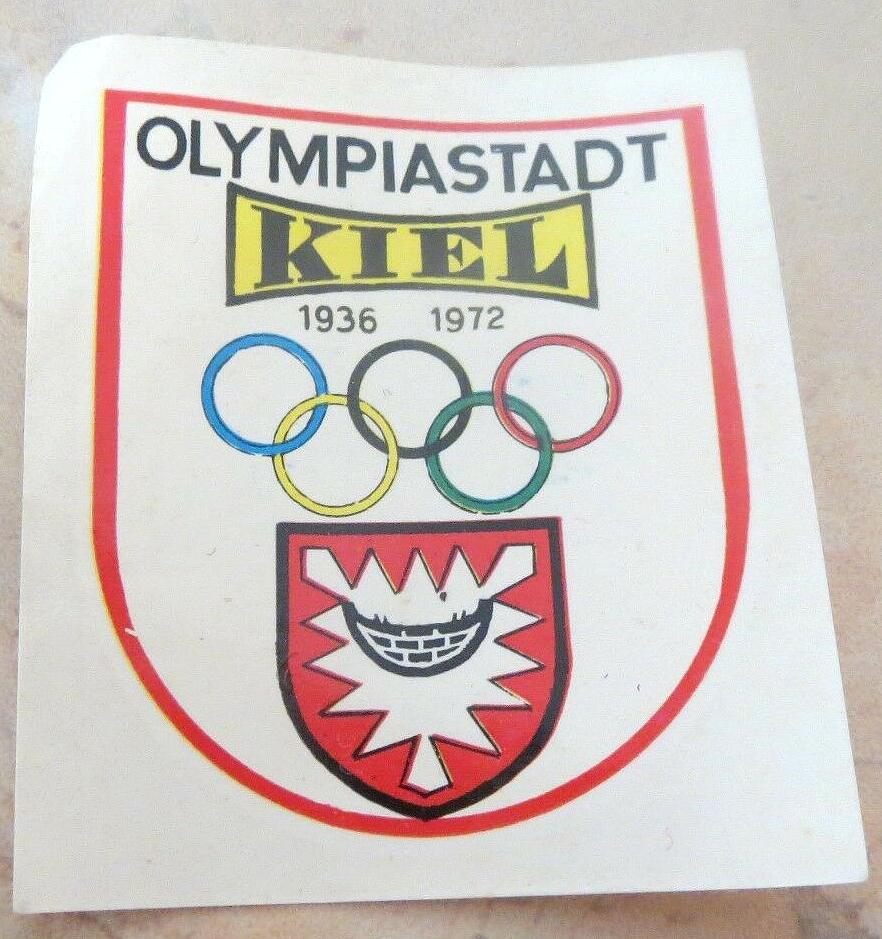 OLYMPIASTADT
KIEL
1936 1972